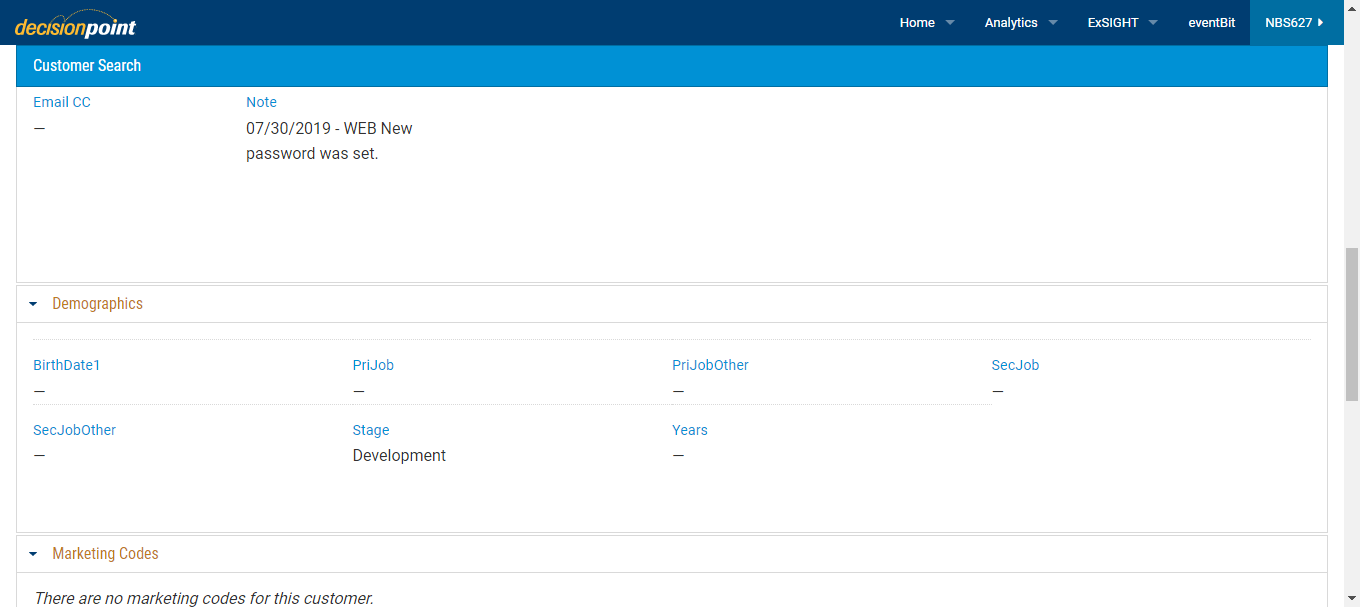 decisionpoint
Home Analytics ExSIGHT eventBit NBS627
Customer Search
Email CC Note
— 07/30/2019 - WEB New
password was set.
Demographics
BirthDate1 PriJob PriJobOther SecJob
— — — —
SecJobOther Stage Years
— Development —
Marketing Codes
There are no marketing codes for this customer.